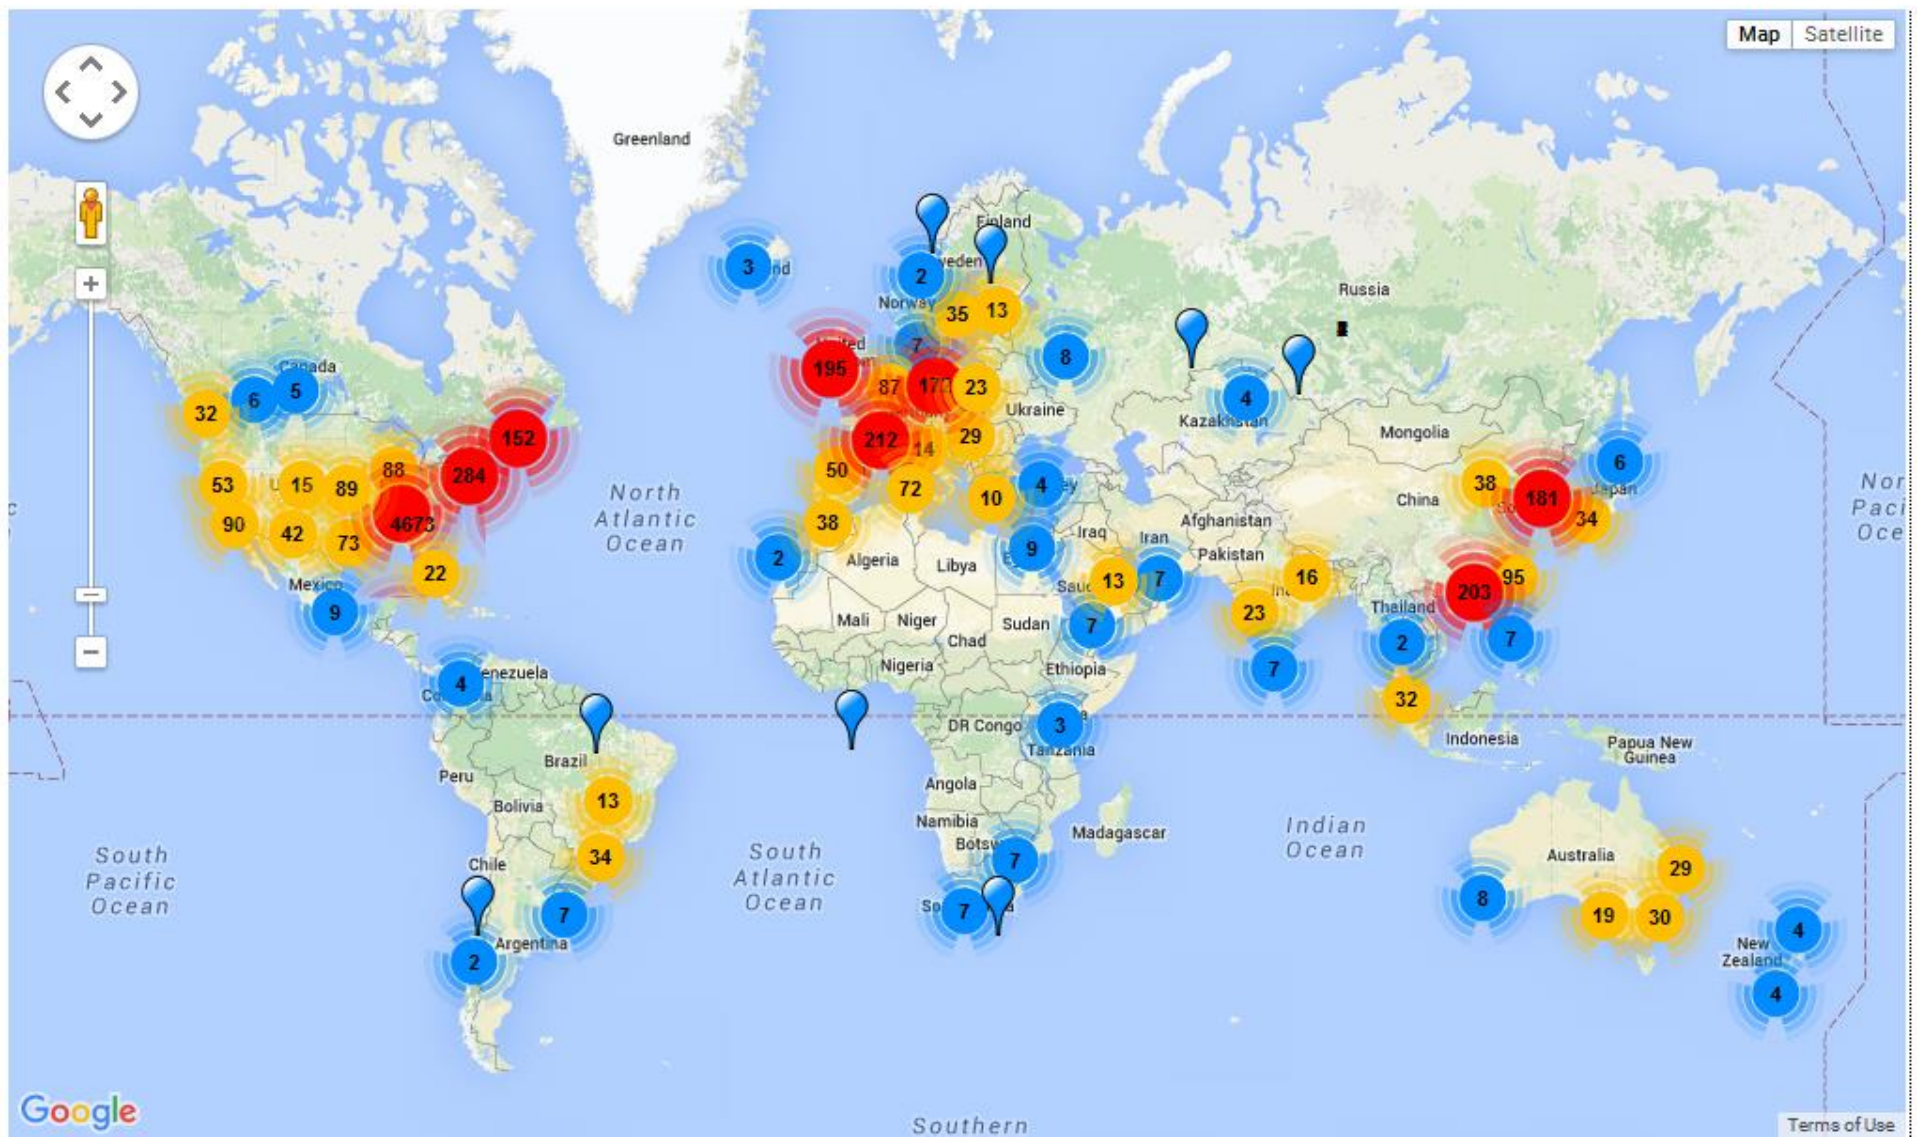 Map
Satellite
Greenland
Finland
3
2
Norway
Russia
35
13
7
195
8
Canada
87
23
6
5
4
32
Ukraine
Kazakhstan
152
Mongolia
212
14
29
88
50
284
6
53
15
89
72
10
4
38
181
China
Japan
North
Atlantic
Ocean
90
42
4673
73
38
34
Afghanistan
Iraq
Iran
Pakistan
2
9
Algeria
Libya
22
Mexico
13
7
16
95
9
203
Thailand
23
Mali
Niger
Sudan
7
Chad
2
7
Nigeria
Ethiopia
7
4
32
3
DR Congo
Tanzania
Indonesia
Papua New
Guinea
Brazil
Peru
Angola
13
Bolivia
Namibia
Madagascar
Indian
Ocean
34
South
Pacific
Ocean
South
Atlantic
Ocean
Chile
7
Australia
29
8
7
7
19
30
4
Argentina
New
Zealand
2
4
Google
Southern
Terms of Use